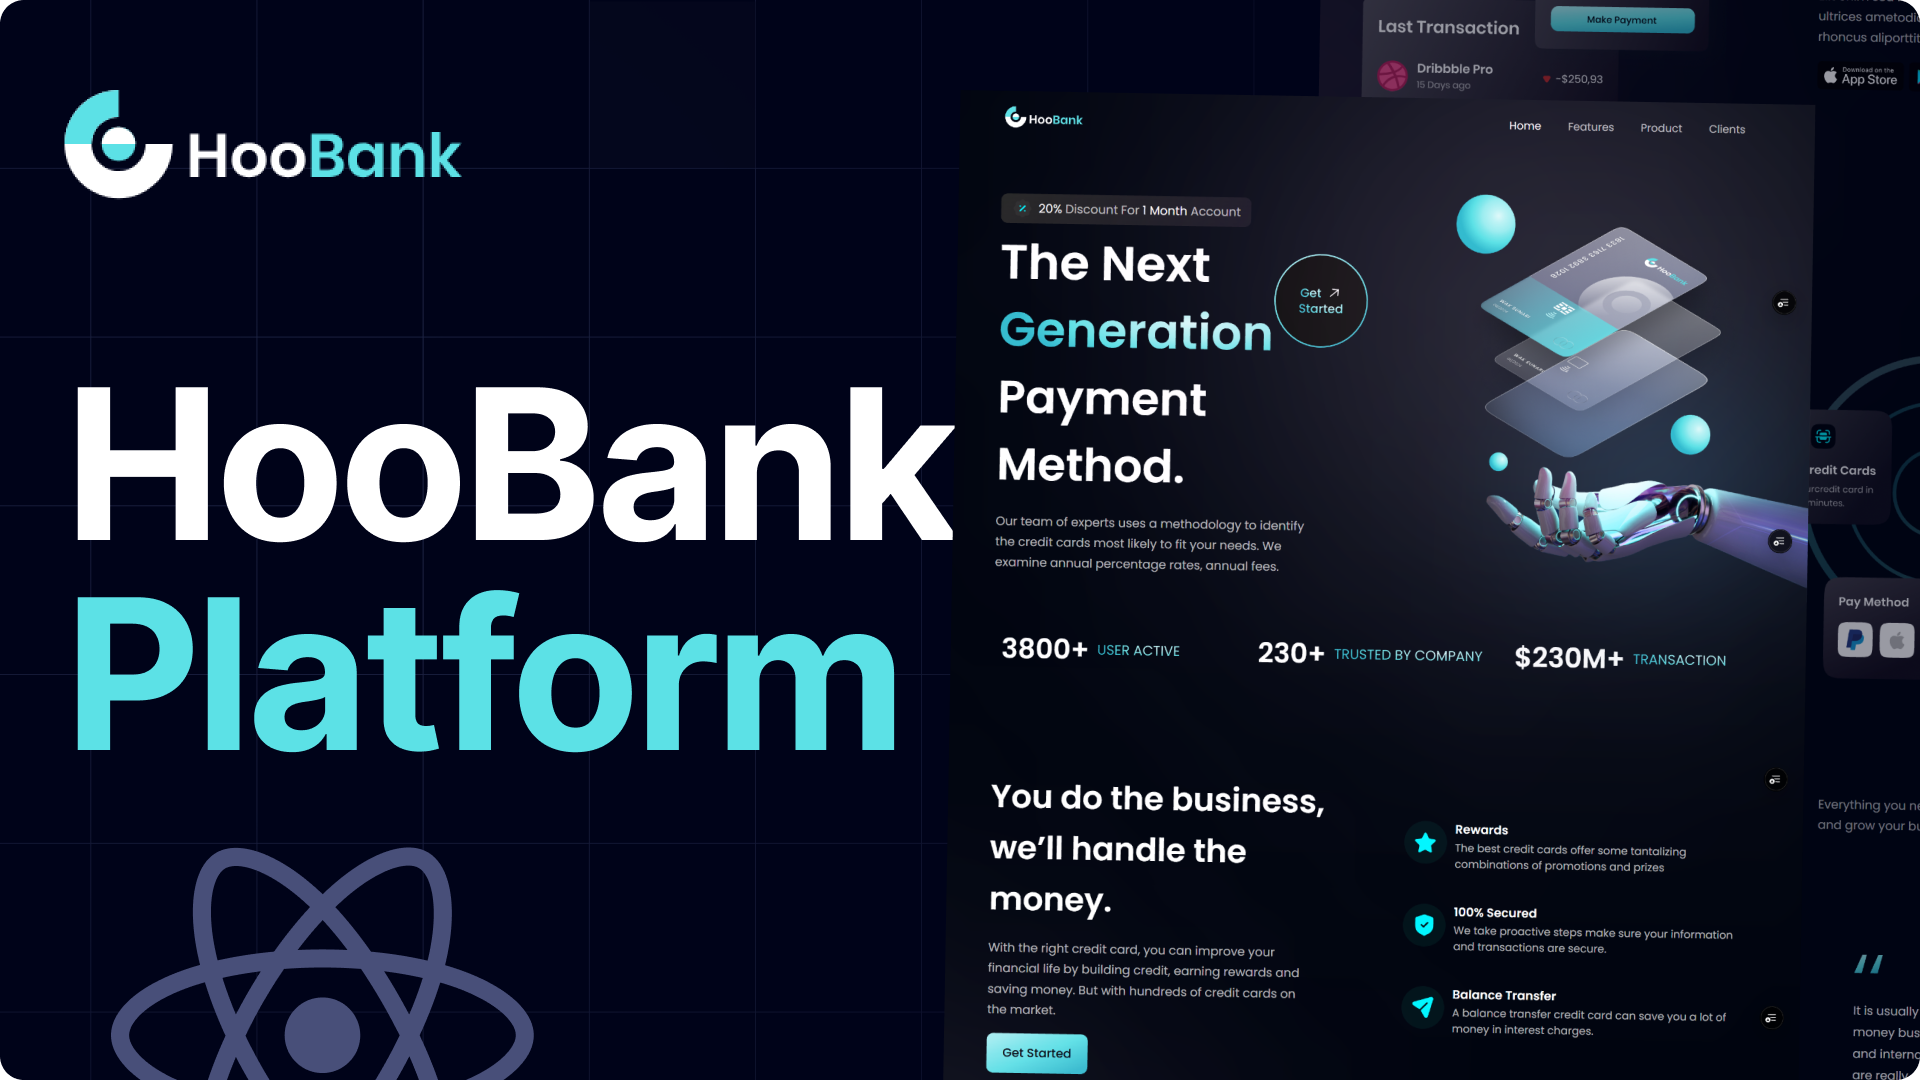 HooBank
HooBank
Platform
Last Transaction
Dribbble Pro
15 Days ago
-$250,93
Make Payment
ultrices
rhoncus
Download on the
App Store
HooBank
Home
Features
Product
Clients
20% Discount For 1 Month Account
The Next
Generation
Payment
Method.
Get
Started
1028
HooBank
Our team of experts uses a methodology to identify
the credit cards most likely to fit your needs. We
examine annual percentage rates, annual fees.
3800+ USER ACTIVE
230+ TRUSTED BY COMPANY
$230M+ TRANSACTION
You do the business,
we’ll handle the
money.
With the right credit card, you can improve your
financial life by building credit, earning rewards and
saving money. But with hundreds of credit cards on
the market.
Get Started
Rewards
The best credit cards offer some tantalizing
combinations of promotions and prizes
100% Secured
We take proactive steps make sure your information
and transactions are secure.
Balance Transfer
A balance transfer credit card can save you a lot of
money in interest charges.
redit Cards
credit card in
minutes.
Pay Method
Everything you
and grow your
“
It is usually
money
and
are really